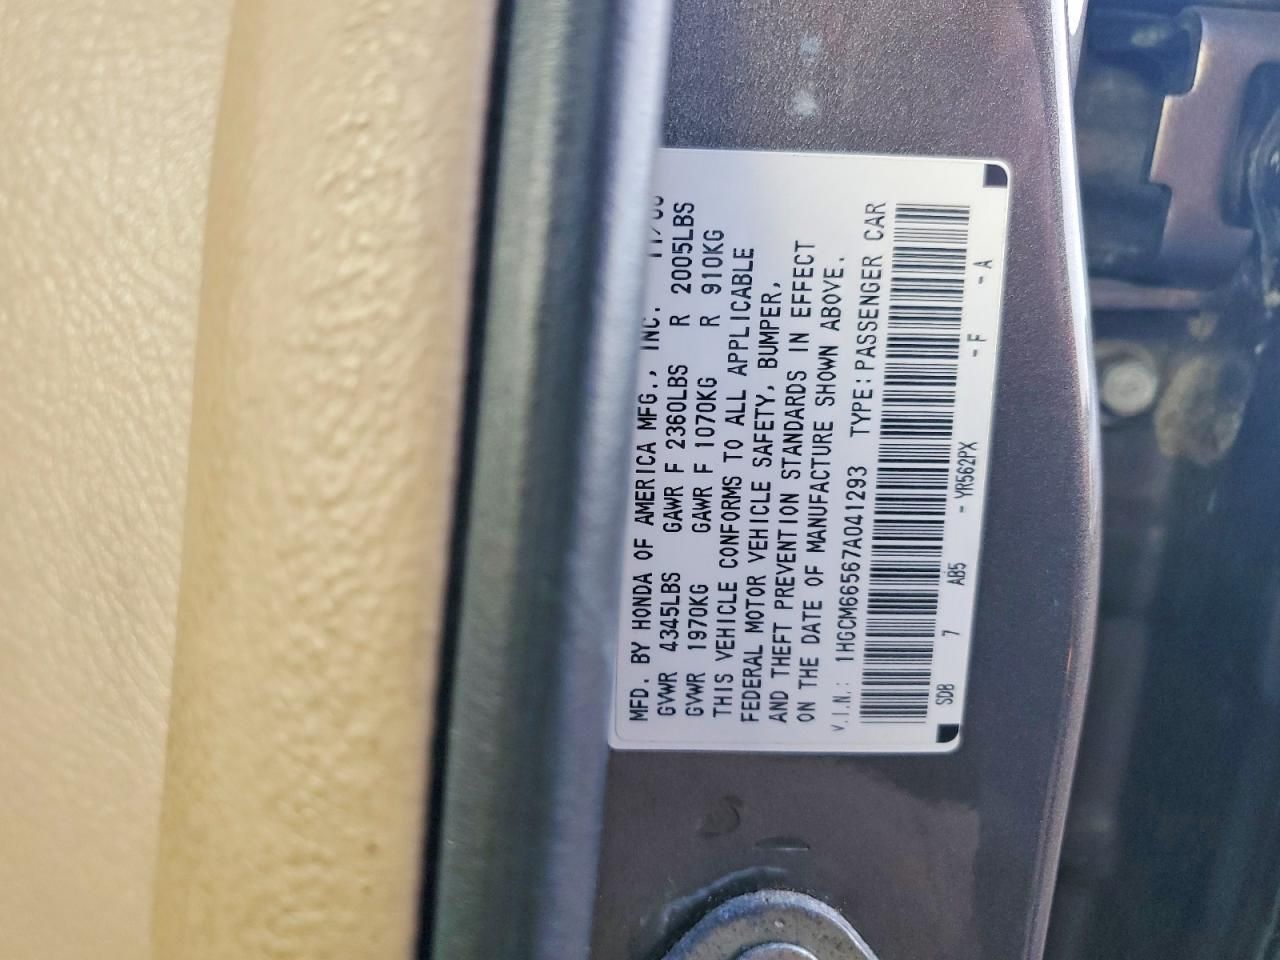 MFD. BY HONDA OF AMERICA MFG., INC.
GVWR 4345LBS GAWR F 2360LBS R 2005LBS
GVWR 1970KG GAWR F 1070KG R 910KG
THIS VEHICLE CONFORMS TO ALL APPLICABLE
FEDERAL MOTOR VEHICLE SAFETY, BUMPER,
AND THEFT PREVENTION STANDARDS IN EFFECT
ON THE DATE OF MANUFACTURE SHOWN ABOVE.
V.I.N.: 1HGCM66567A041293 TYPE:PASSENGER CAR
SDB 7 AB5 - YR562PX - F - A